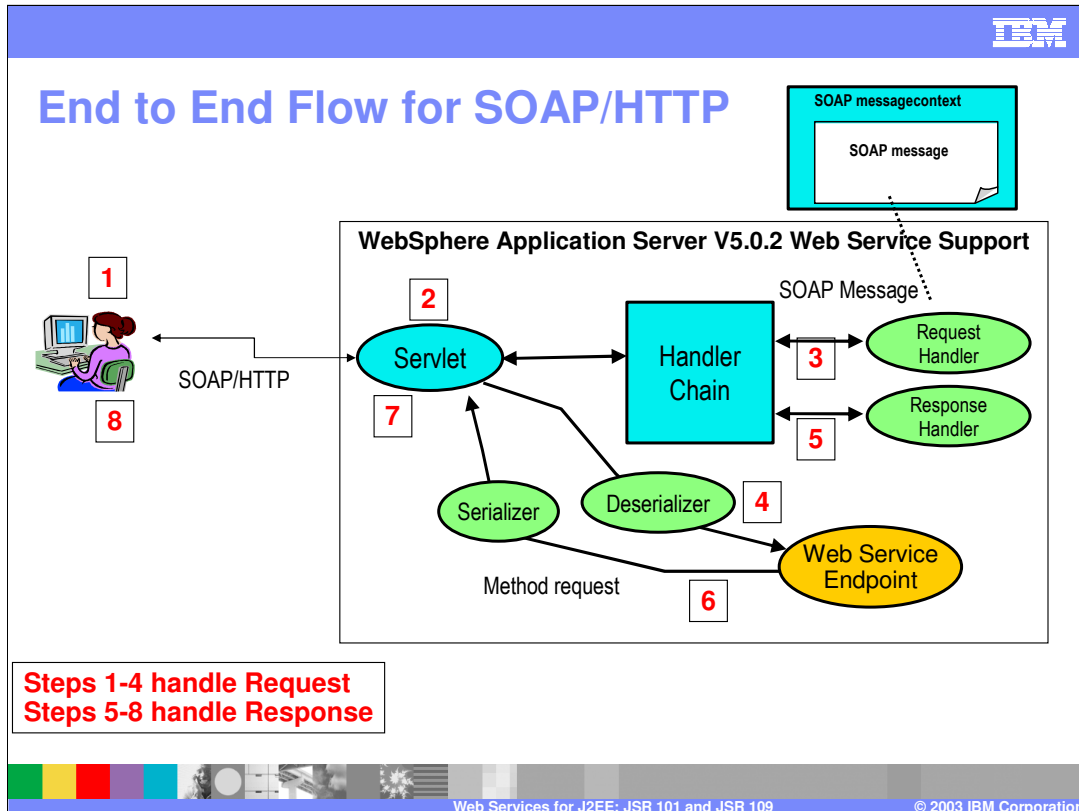 IBM
End to End Flow for SOAP/HTTP
SOAP messagecontext
SOAP message
WebSphere Application Server V5.0.2 Web Service Support
1
2
SOAP Message
Servlet
Handler
Chain
3
Request
Handler
SOAP/HTTP
8
7
5
Response
Handler
Serializer
Deserializer
4
Web Service
Endpoint
Method request
6
Steps 1-4 handle Request
Steps 5-8 handle Response
Web Services for J2EE: JSR 101 and JSR 109
© 2003 IBM Corporation